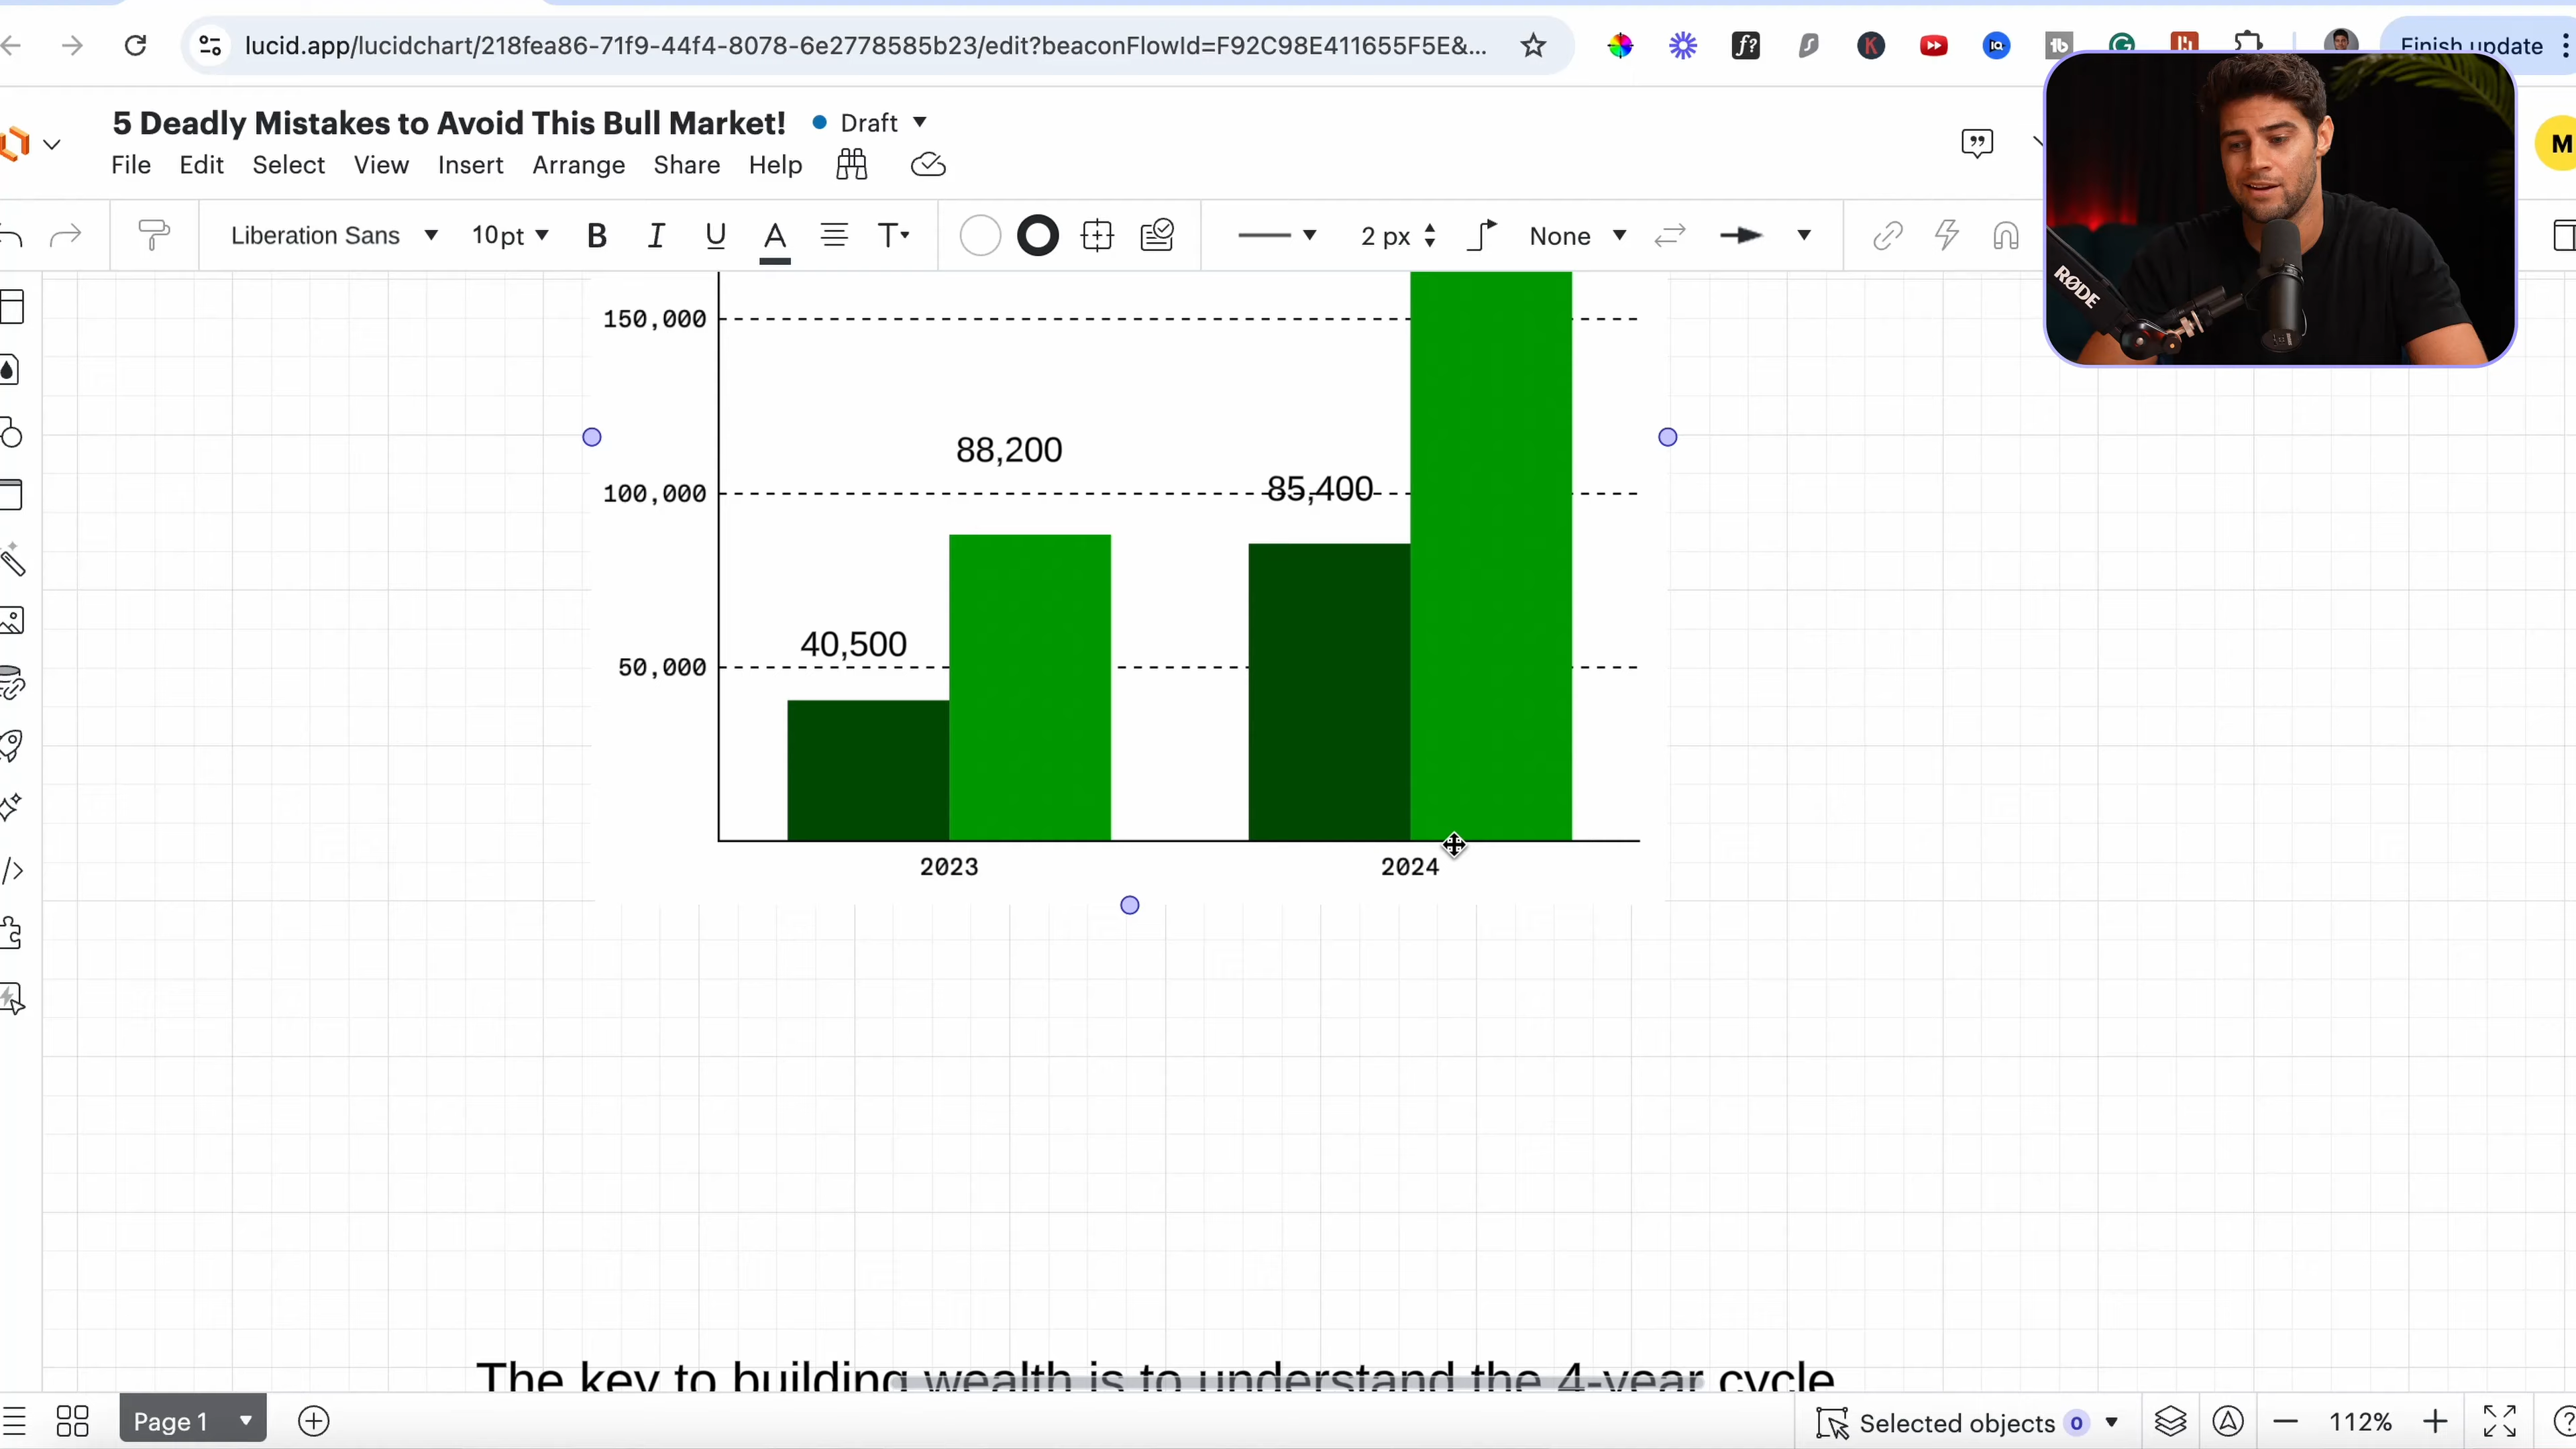 lucid.app/lucidchart/218fea86-71f9-44f4-8078-6e2778585b23/edit?beaconFlowId=F92C98E411655F5E&...
Finish update
5 Deadly Mistakes to Avoid This Bull Market!
Draft
M
File Edit Select View Insert Arrange Share Help
Liberation Sans 10pt B I U A T 2 px None
RØDE
150,000
88,200
100,000
85,400
40,500
50,000
2023 2024
The key to building wealth is to understand the 4-year cycle
Page 1
Selected objects 0
112%